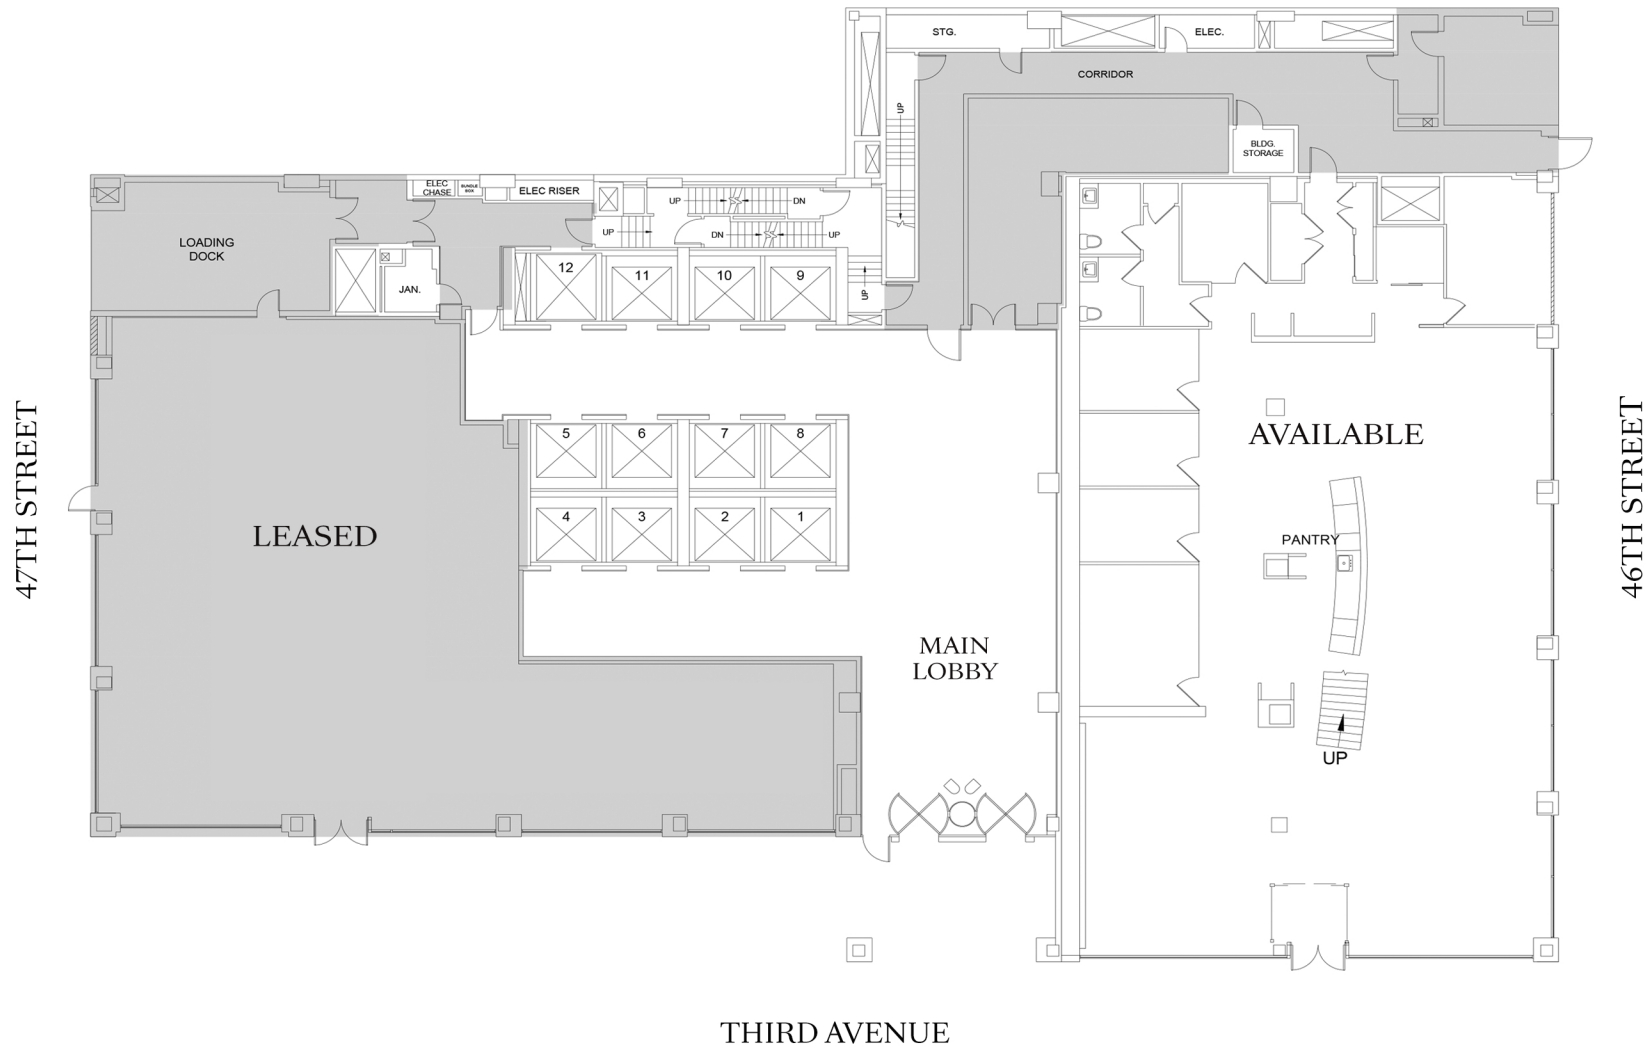 STG.
ELEC.
CORRIDOR
UP
BLDG.
STORAGE
ELEC
CHASE
BUNDLE
BOX
ELEC RISER
UP
DN
UP
DN
UP
LOADING
DOCK
JAN.
12
11
10
9
UP
47TH STREET
46TH STREET
5
6
7
8
AVAILABLE
4
3
2
1
LEASED
PANTRY
MAIN
LOBBY
UP
THIRD AVENUE